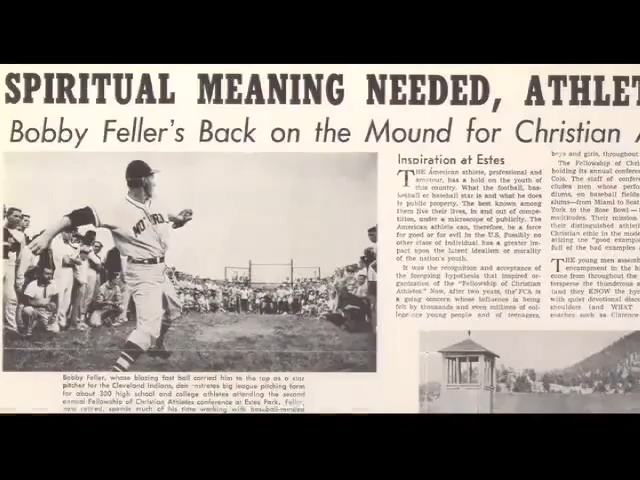 SPIRITUAL MEANING NEEDED, ATHLET
Bobby Feller's Back on the Mound for Christian
Inspiration at Estes
THE American athlete, professional and
amateur, has a hold on the youth of
this country. What the football, bas-
ketball or baseball star is and what he does
is public property. The best known among
them live their lives, in and out of compe-
tition, under a microscope of publicity. The
American athlete can, therefore, be a force
for good or for evil in the U.S. Possibly no
other class of individual has a greater im-
pact upon the latent idealism or morality
of the nation's youth.
It was the recognition and acceptance of
the foregoing hypothesis that inspired or-
ganization of the "Fellowship of Christian
Athletes." Now, after two years, the FCA is
a going concern whose influence is being
felt by thousands and even millions of col-
lege-age young people and of teenagers,
boys and girls, throughout
The Fellowship of Chris
holding its annual confere
Colo. The staff of confere
cludes men whose perfo
diums, on baseball fields
slums—from Miami to Seat
York to the Rose Bowl—
multitudes. Their mission
their distinguished athlet
Christian ethic in the mod
atizing the "good example
full of the bad examples
THE young men assemb
encampment in the h
come from throughout the
forsake the thunderous a
(and they KNOW the hy
with quiet devotional disc
shoulders (and WHAT
coaches such as Clarence
Bobby Feller, whose blazing fast ball carried him to the top as a star
pitcher for the Cleveland Indians, demonstrates big league pitching form
for about 300 high school and college athletes attending the second
annual Fellowship of Christian Athletes conference at Estes Park. Feller,
now retired, spends much of his time working with baseball-minded